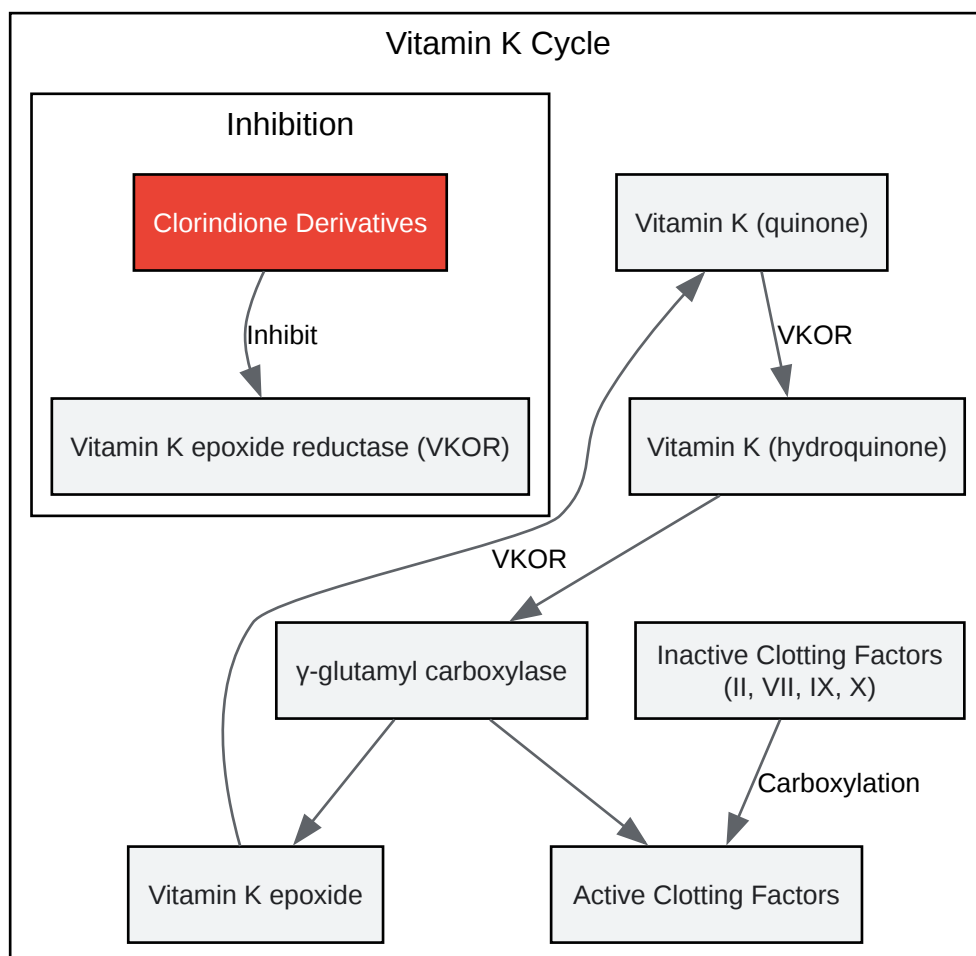 Vitamin K Cycle
Inhibition
Clorindione Derivatives
Vitamin K (quinone)
Inhibit
VKOR
Vitamin K epoxide reductase (VKOR)
Vitamin K (hydroquinone)
VKOR
γ-glutamyl carboxylase
Inactive Clotting Factors
(II, VII, IX, X)
Carboxylation
Vitamin K epoxide
Active Clotting Factors